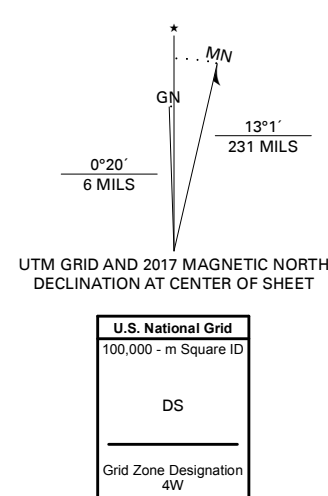 ★
MN
GN
13°1´
231 MILS
0°20´
6 MILS
UTM GRID AND 2017 MAGNETIC NORTH
DECLINATION AT CENTER OF SHEET
U.S. National Grid
100,000 - m Square ID
DS
Grid Zone Designation
4W